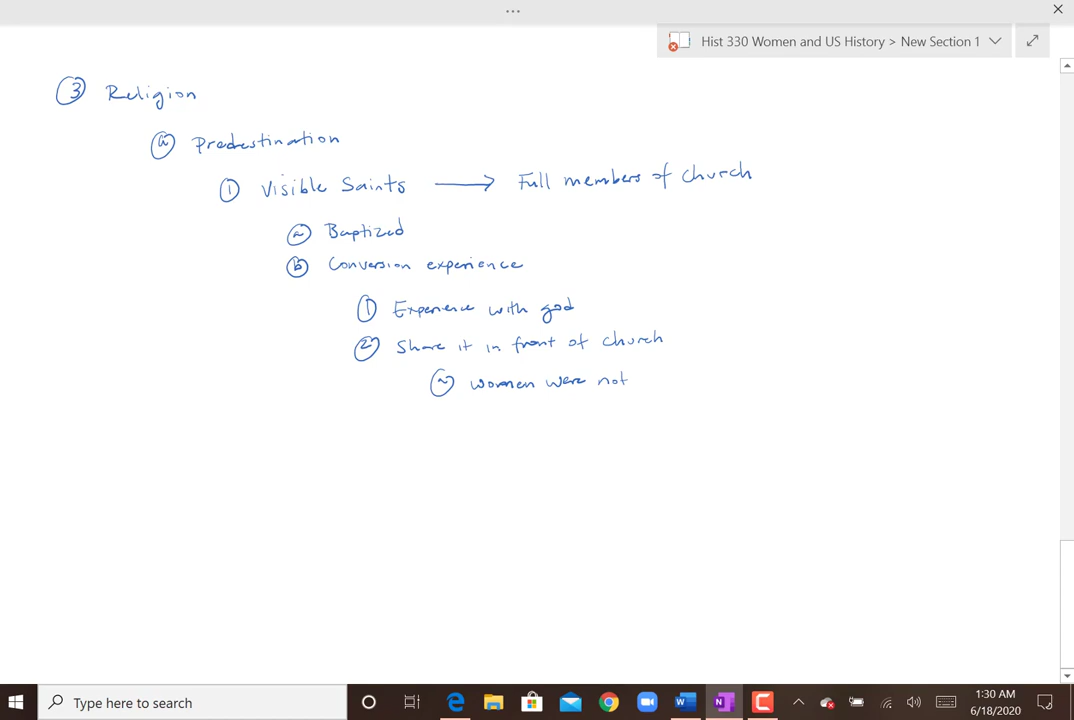 Hist 330 Women and US History > New Section 1
③ Religion
ⓐ Predestination
① Visible Saints → Full members of church
ⓐ Baptized
ⓑ Conversion experience
① Experience with god
② Share it in front of church
ⓐ women were not
Type here to search
1:30 AM
6/18/2020